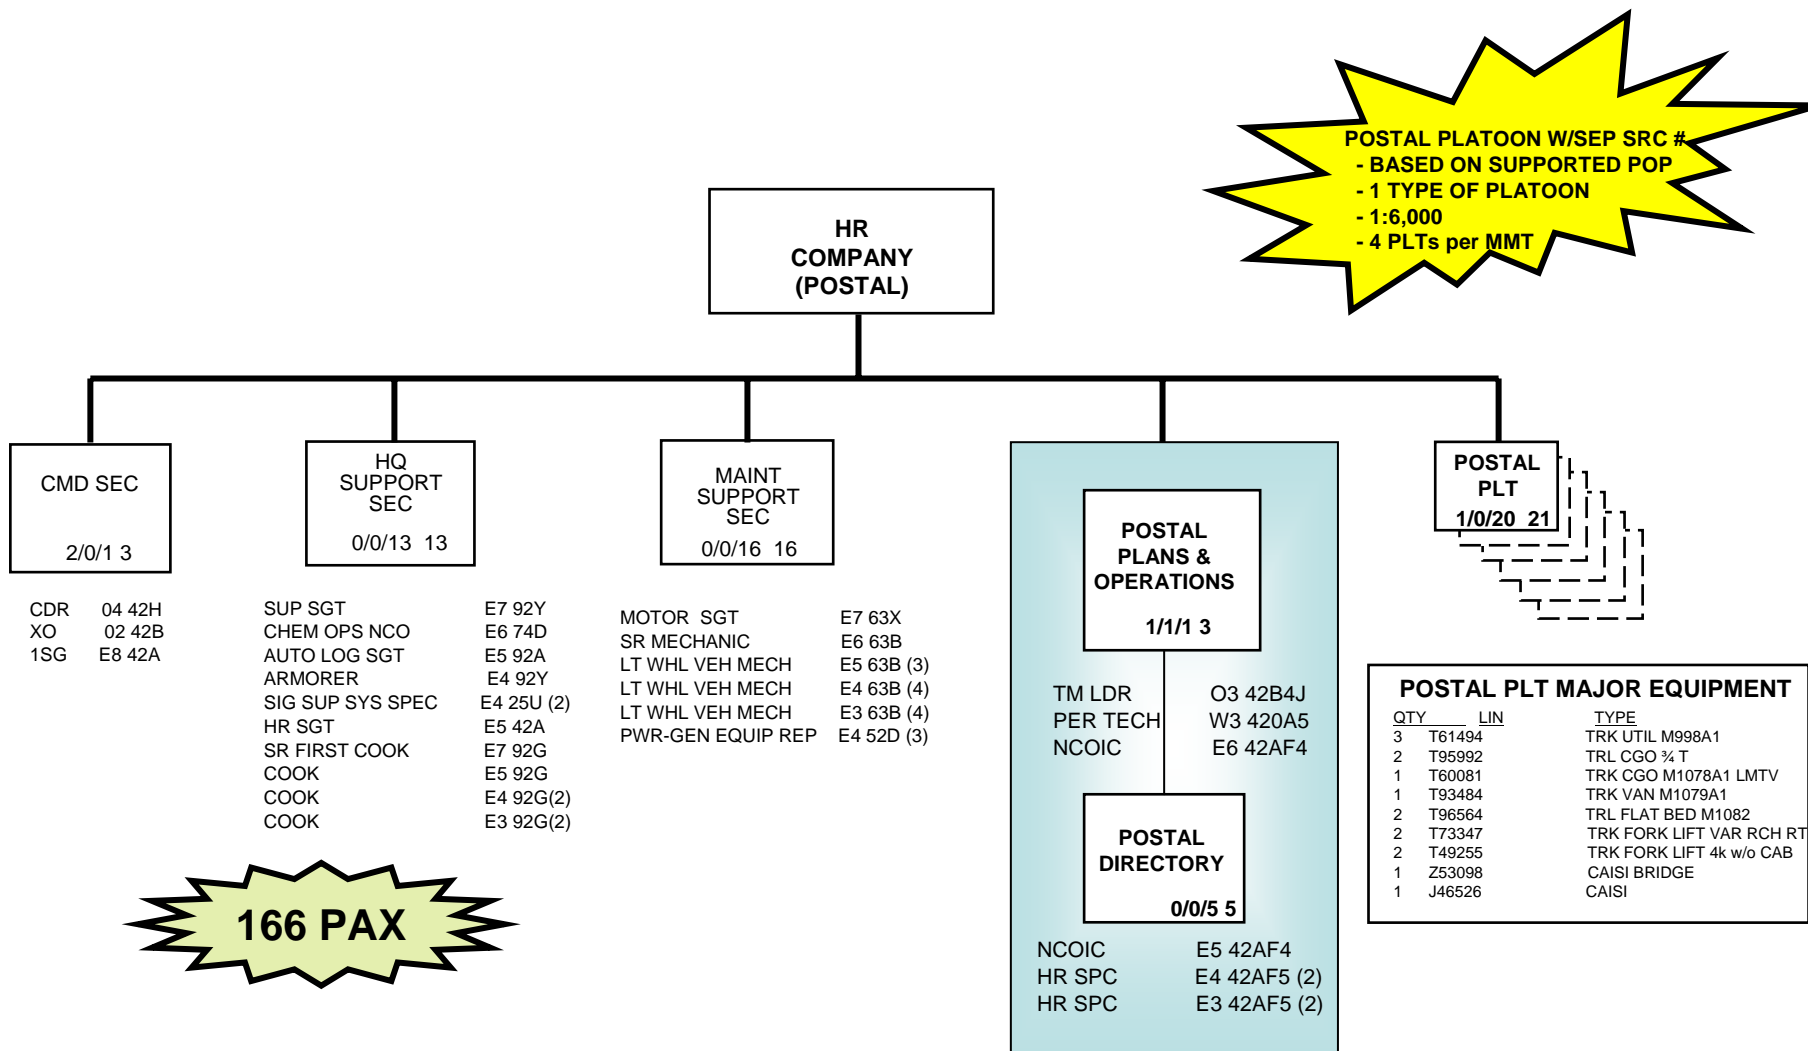 POSTAL PLATOON W/SEP SRC #
- BASED ON SUPPORTED POP
- 1 TYPE OF PLATOON
- 1:6,000
- 4 PLTs per MMT
HR
COMPANY
(POSTAL)
CMD SEC
2/0/1 3
CDR 04 42H
XO 02 42B
1SG E8 42A
HQ
SUPPORT
SEC
0/0/13 13
SUP SGT E7 92Y
CHEM OPS NCO E6 74D
AUTO LOG SGT E5 92A
ARMORER E4 92Y
SIG SUP SYS SPEC E4 25U (2)
HR SGT E5 42A
SR FIRST COOK E7 92G
COOK E5 92G
COOK E4 92G(2)
COOK E3 92G(2)
166 PAX
MAINT
SUPPORT
SEC
0/0/16 16
MOTOR SGT E7 63X
SR MECHANIC E6 63B
LT WHL VEH MECH E5 63B (3)
LT WHL VEH MECH E4 63B (4)
LT WHL VEH MECH E3 63B (4)
PWR-GEN EQUIP REP E4 52D (3)
POSTAL
PLANS &
OPERATIONS
1/1/1 3
TM LDR O3 42B4J
PER TECH W3 420A5
NCOIC E6 42AF4
POSTAL
DIRECTORY
0/0/5 5
NCOIC E5 42AF4
HR SPC E4 42AF5 (2)
HR SPC E3 42AF5 (2)
POSTAL
PLT
1/0/20 21
POSTAL PLT MAJOR EQUIPMENT
QTY LIN TYPE
3 T61494 TRK UTIL M998A1
2 T95992 TRL CGO ¾ T
1 T60081 TRK CGO M1078A1 LMTV
1 T93484 TRK VAN M1079A1
2 T96564 TRL FLAT BED M1082
2 T73347 TRK FORK LIFT VAR RCH RT
2 T49255 TRK FORK LIFT 4k w/o CAB
1 Z53098 CAISI BRIDGE
1 J46526 CAISI